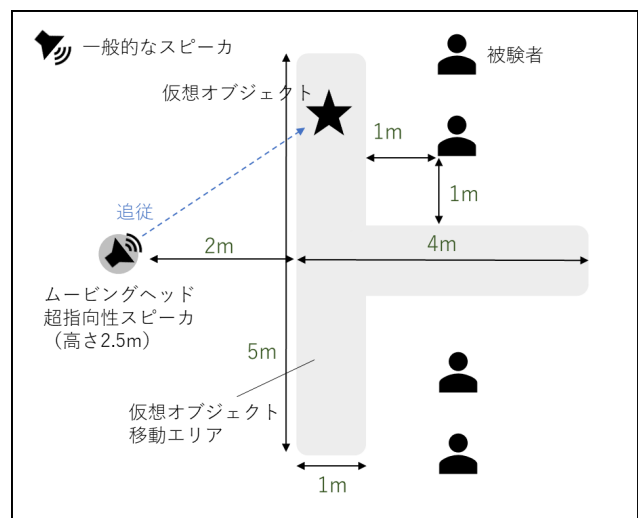 一般的なスピーカ
被験者
仮想オブジェクト
1m
1m
追従
2m
4m
ムービングヘッド
超指向性スピーカ
（高さ2.5m）
5m
仮想オブジェクト
移動エリア
1m